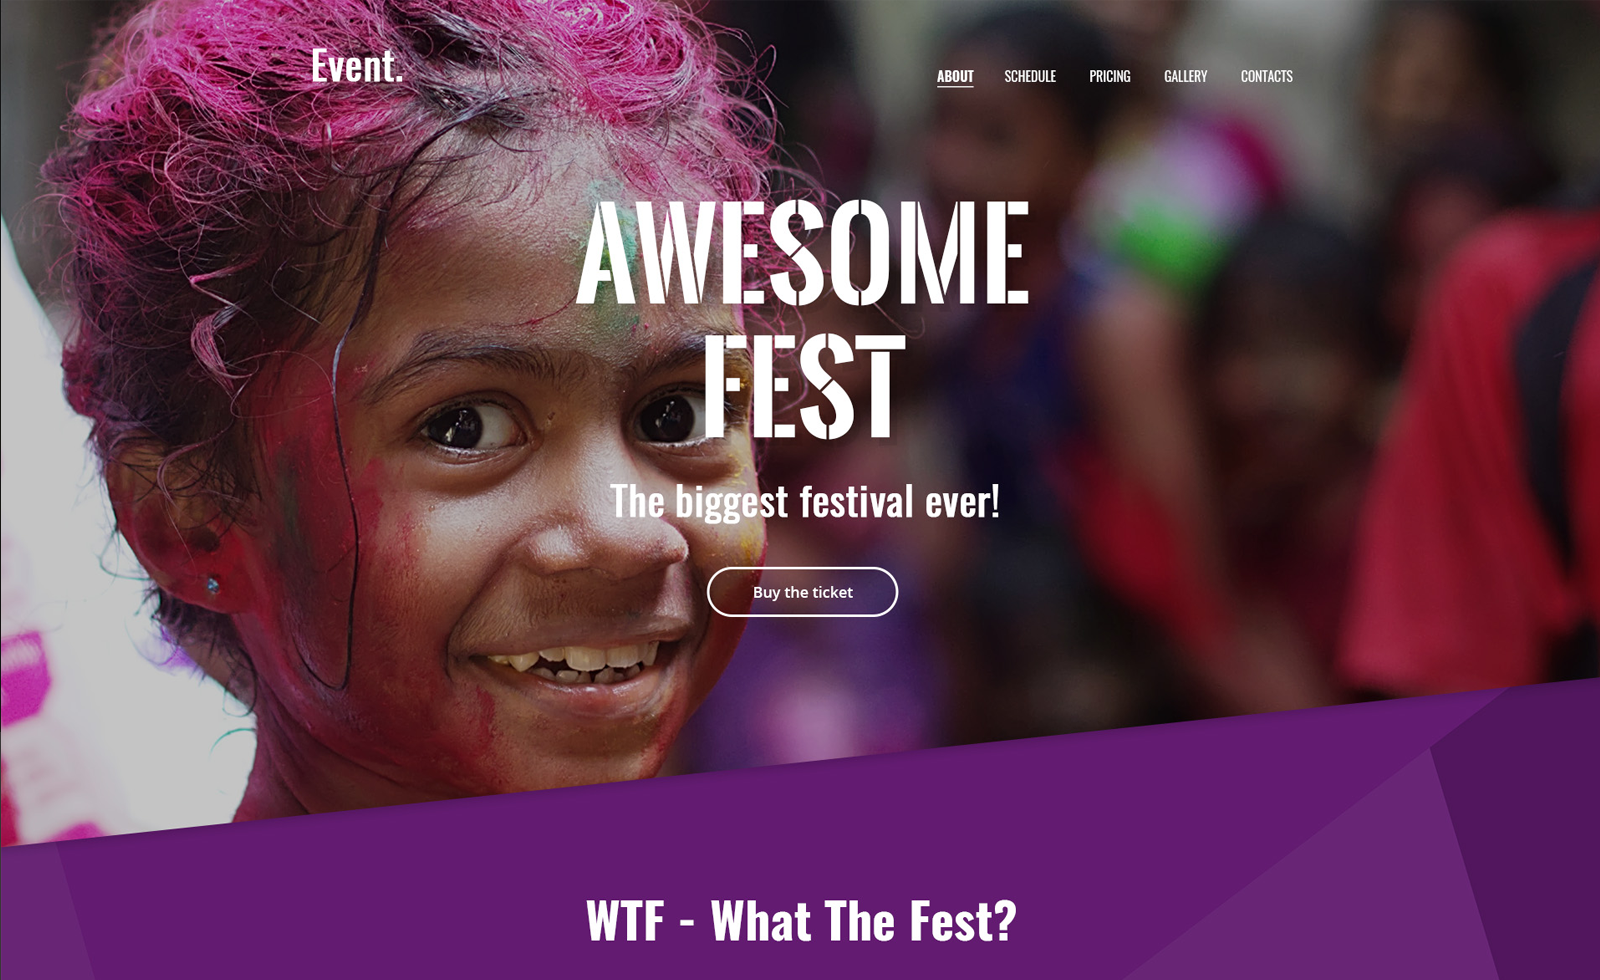 Event.
ABOUT SCHEDULE PRICING GALLERY CONTACTS
AWESOME
FEST
The biggest festival ever!
Buy the ticket
WTF - What The Fest?